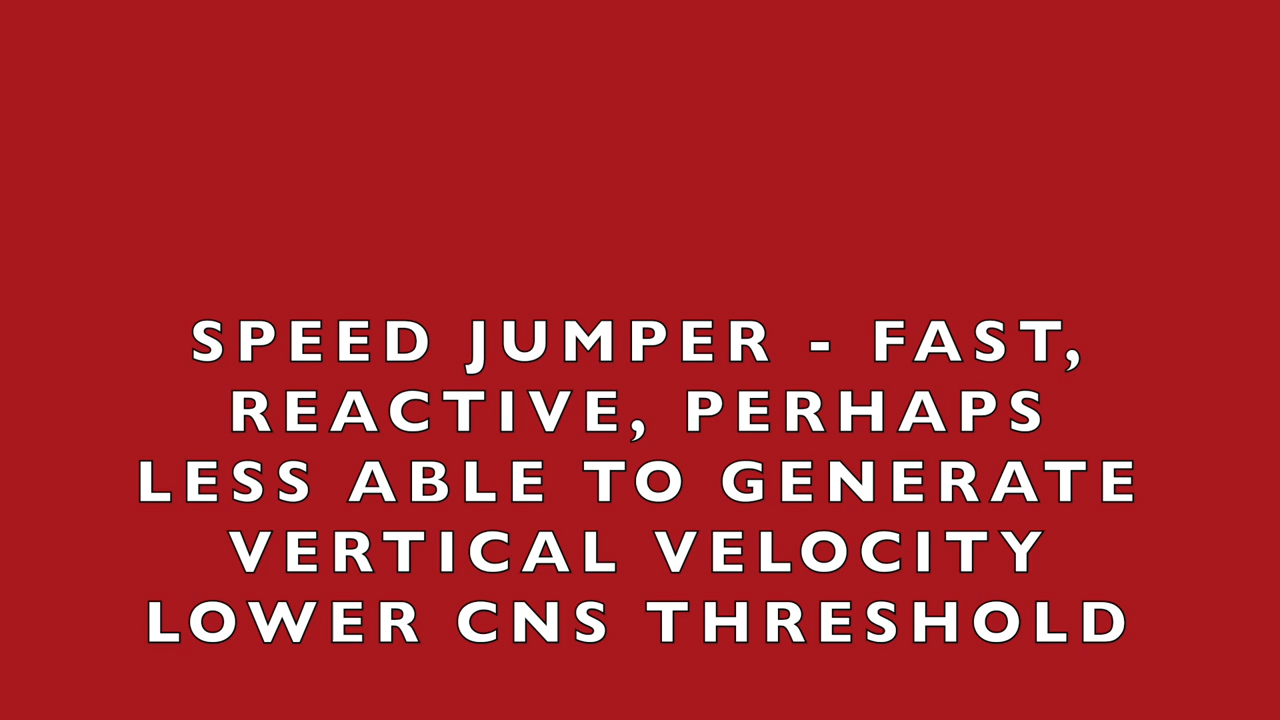 SPEED JUMPER - FAST,
REACTIVE, PERHAPS
LESS ABLE TO GENERATE
VERTICAL VELOCITY
LOWER CNS THRESHOLD